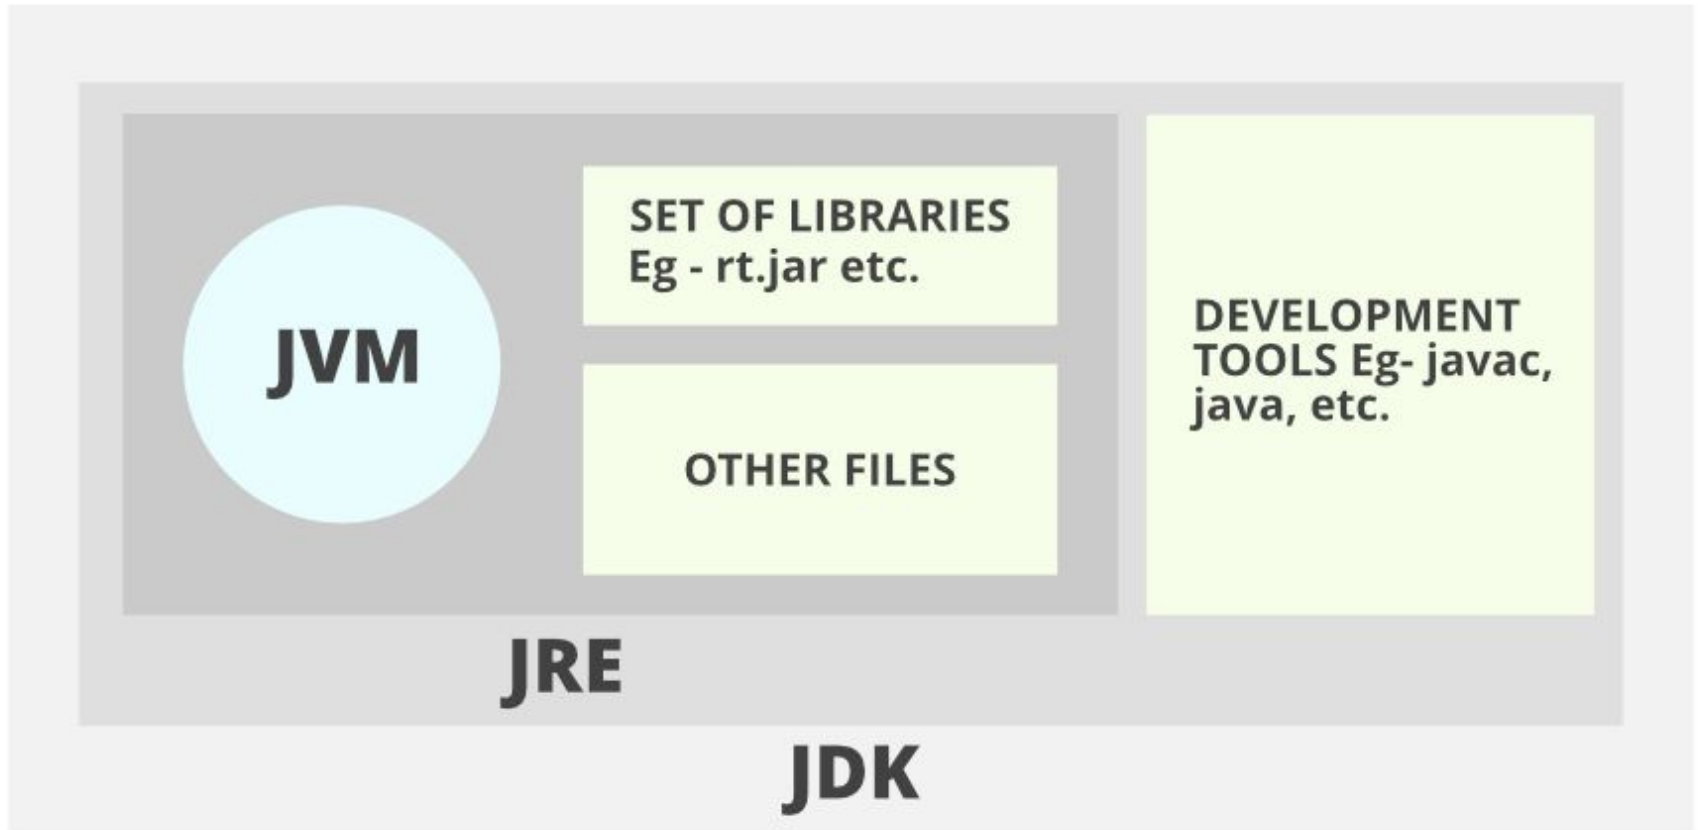 JVM
SET OF LIBRARIES
Eg - rt.jar etc.
OTHER FILES
DEVELOPMENT
TOOLS Eg- javac,
java, etc.
JRE
JDK